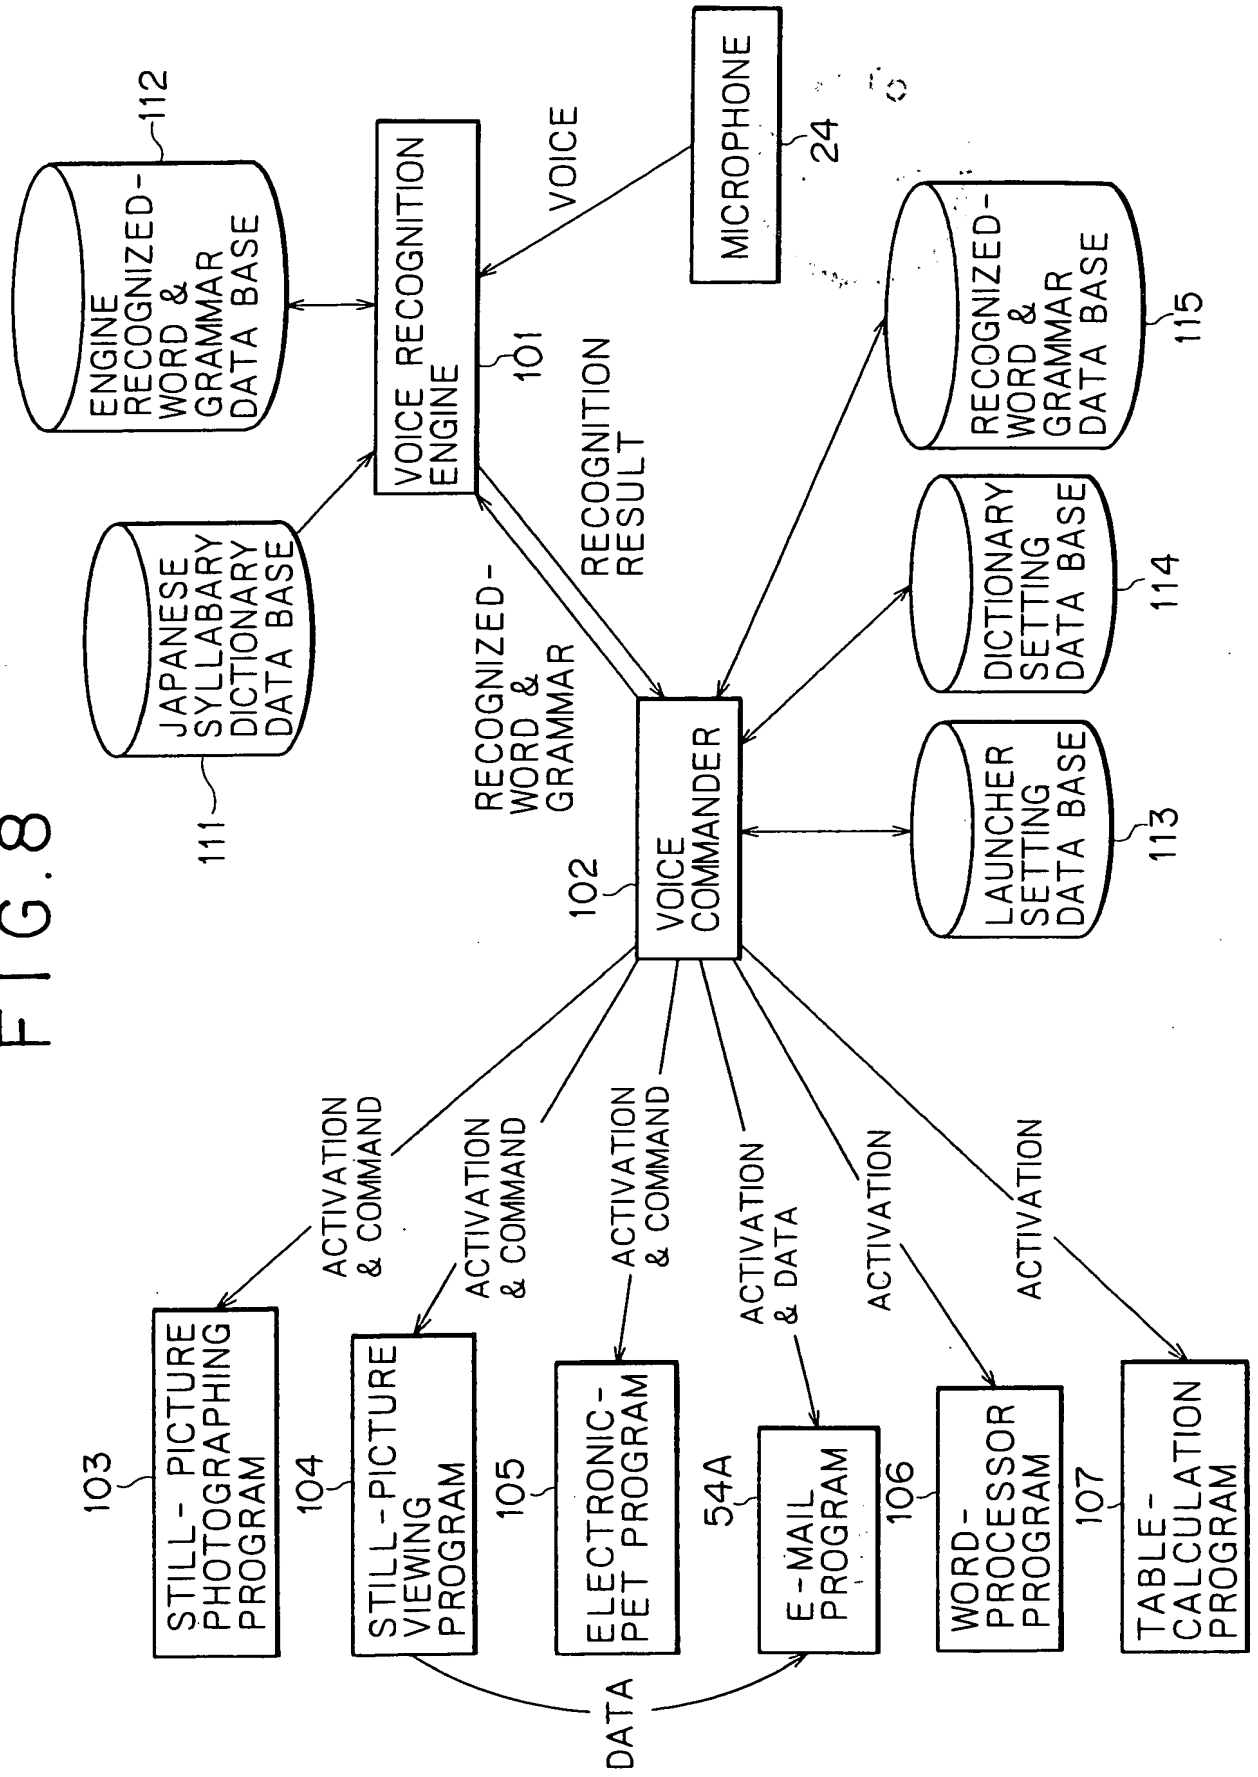 FIG.8
JAPANESE
SYLLABARY
DICTIONARY
DATA BASE
111
ENGINE
RECOGNIZED-
WORD &
GRAMMAR
DATA BASE
112
VOICE RECOGNITION
ENGINE
101
VOICE
MICROPHONE
24
RECOGNIZED-
WORD &
GRAMMAR
RECOGNITION
RESULT
102
VOICE
COMMANDER
LAUNCHER
SETTING
DATA BASE
113
DICTIONARY
SETTING
DATA BASE
114
RECOGNIZED-
WORD &
GRAMMAR
DATA BASE
115
ACTIVATION
& COMMAND
ACTIVATION
& COMMAND
ACTIVATION
& COMMAND
ACTIVATION
& DATA
ACTIVATION
ACTIVATION
103
STILL-PICTURE
PHOTOGRAPHING
PROGRAM
104
STILL-PICTURE
VIEWING
PROGRAM
105
ELECTRONIC-
PET PROGRAM
54A
E-MAIL
PROGRAM
106
WORD-
PROCESSOR
PROGRAM
107
TABLE-
CALCULATION
PROGRAM
DATA